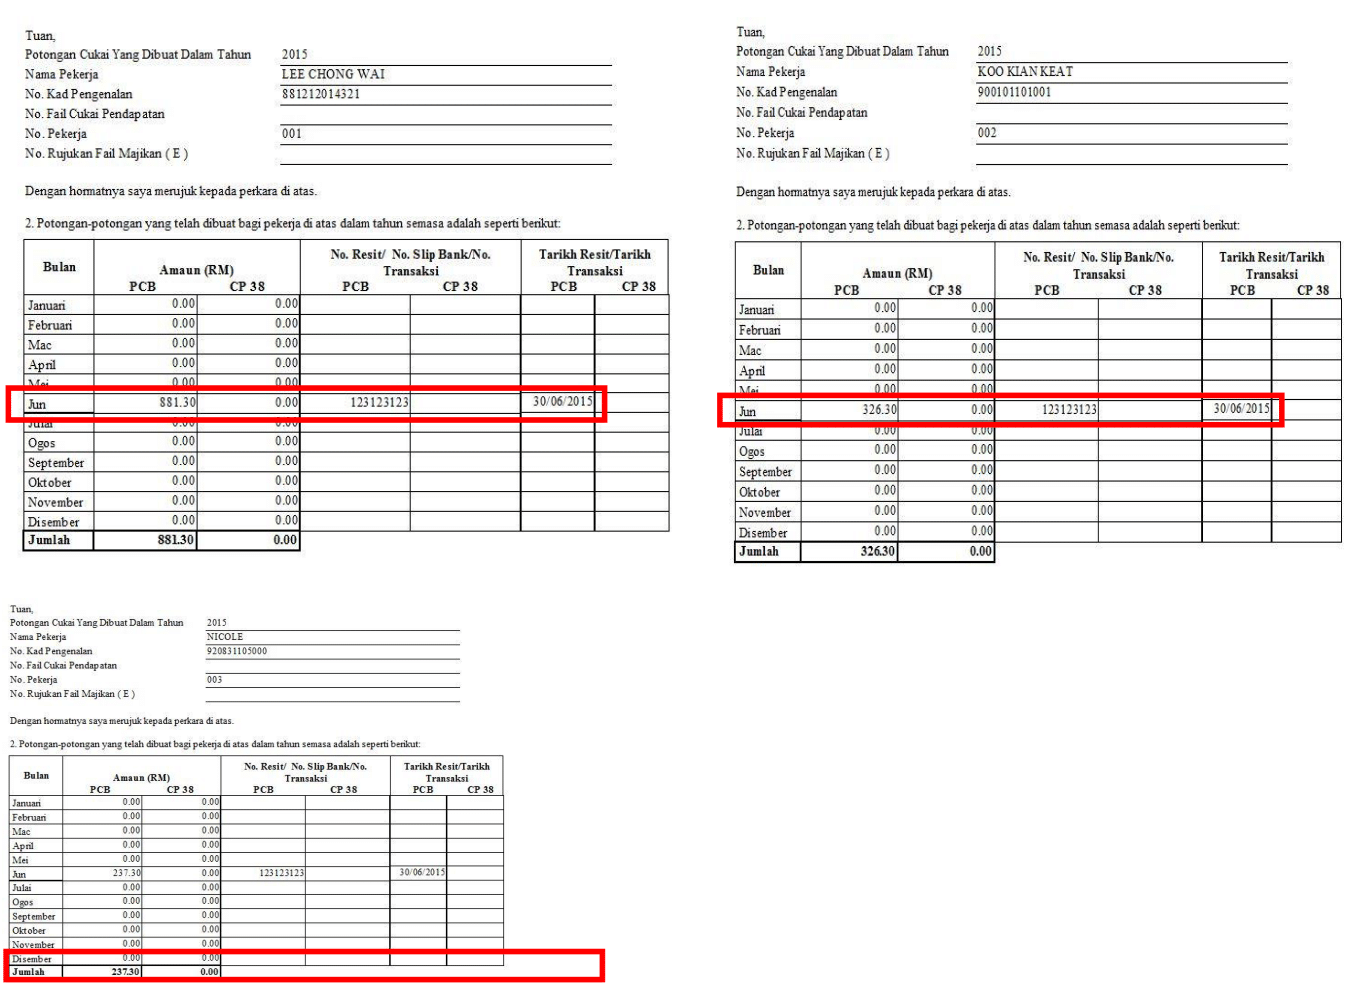 Tuan,
Potongan Cukai Yang Dibuat Dalam Tahun 2015
Nama Pekerja LEE CHONG WAI
No. Kad Pengenalan 881212014321
No. Fail Cukai Pendapatan
No. Pekerja 001
No. Rujukan Fail Majikan ( E )
Dengan hormatnya saya merujuk kepada perkara di atas.
2. Potongan-potongan yang telah dibuat bagi pekerja di atas dalam tahun semasa adalah seperti berikut:
Bulan Amaun (RM) No. Resit/ No. Slip Bank/No. Transaksi Tarikh Resit/Tarikh Transaksi
PCB CP 38 PCB CP 38 PCB CP 38
Januari 0.00 0.00
Februari 0.00 0.00
Mac 0.00 0.00
April 0.00 0.00
Mei 0.00 0.00
Jun 881.30 0.00 123123123 30/06/2015
Julai 0.00 0.00
Ogos 0.00 0.00
September 0.00 0.00
Oktober 0.00 0.00
November 0.00 0.00
Disember 0.00 0.00
Jumlah 881.30 0.00
Tuan,
Potongan Cukai Yang Dibuat Dalam Tahun 2015
Nama Pekerja KOO KIAN KEAT
No. Kad Pengenalan 900101101001
No. Fail Cukai Pendapatan
No. Pekerja 002
No. Rujukan Fail Majikan ( E )
Dengan hormatnya saya merujuk kepada perkara di atas.
2. Potongan-potongan yang telah dibuat bagi pekerja di atas dalam tahun semasa adalah seperti berikut:
Bulan Amaun (RM) No. Resit/ No. Slip Bank/No. Transaksi Tarikh Resit/Tarikh Transaksi
PCB CP 38 PCB CP 38 PCB CP 38
Januari 0.00 0.00
Februari 0.00 0.00
Mac 0.00 0.00
April 0.00 0.00
Mei 0.00 0.00
Jun 326.30 0.00 123123123 30/06/2015
Julai 0.00 0.00
Ogos 0.00 0.00
September 0.00 0.00
Oktober 0.00 0.00
November 0.00 0.00
Disember 0.00 0.00
Jumlah 326.30 0.00
Tuan,
Potongan Cukai Yang Dibuat Dalam Tahun 2015
Nama Pekerja NICOLE
No. Kad Pengenalan 920831105000
No. Fail Cukai Pendapatan
No. Pekerja 003
No. Rujukan Fail Majikan ( E )
Dengan hormatnya saya merujuk kepada perkara di atas.
2. Potongan-potongan yang telah dibuat bagi pekerja di atas dalam tahun semasa adalah seperti berikut:
Bulan Amaun (RM) No. Resit/ No. Slip Bank/No. Transaksi Tarikh Resit/Tarikh Transaksi
PCB CP 38 PCB CP 38 PCB CP 38
Januari 0.00 0.00
Februari 0.00 0.00
Mac 0.00 0.00
April 0.00 0.00
Mei 0.00 0.00
Jun 237.30 0.00 123123123 30/06/2015
Julai 0.00 0.00
Ogos 0.00 0.00
September 0.00 0.00
Oktober 0.00 0.00
November 0.00 0.00
Disember 0.00 0.00
Jumlah 237.30 0.00